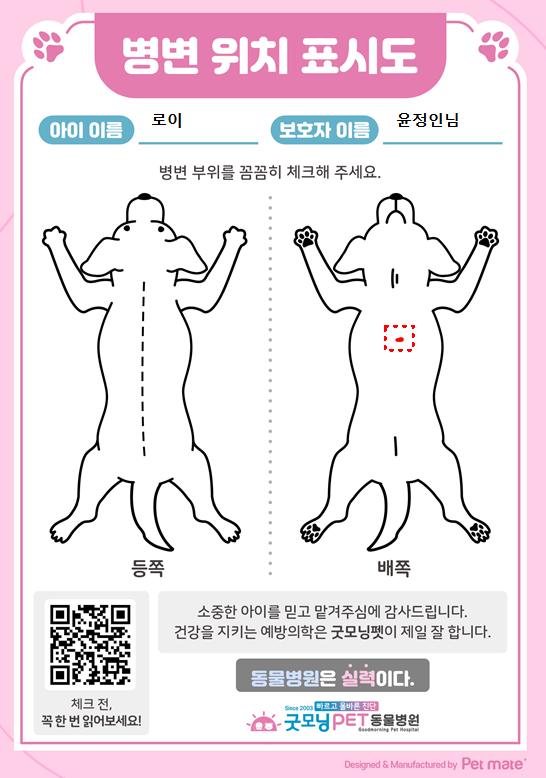 병변 위치 표시도
아이 이름 로이 보호자 이름 윤정인님
병변 부위를 꼼꼼히 체크해 주세요.
등쪽 배쪽
소중한 아이를 믿고 맡겨주심에 감사드립니다.
건강을 지키는 예방의학은 굿모닝펫이 제일 잘 합니다.
동물병원은 실력이다.
체크 전,
꼭 한 번 읽어보세요!
Since 2003 빠르고 올바른 진단
굿모닝PET동물병원
Goodmorning Pet Hospital
Designed & Manufactured by Pet mate